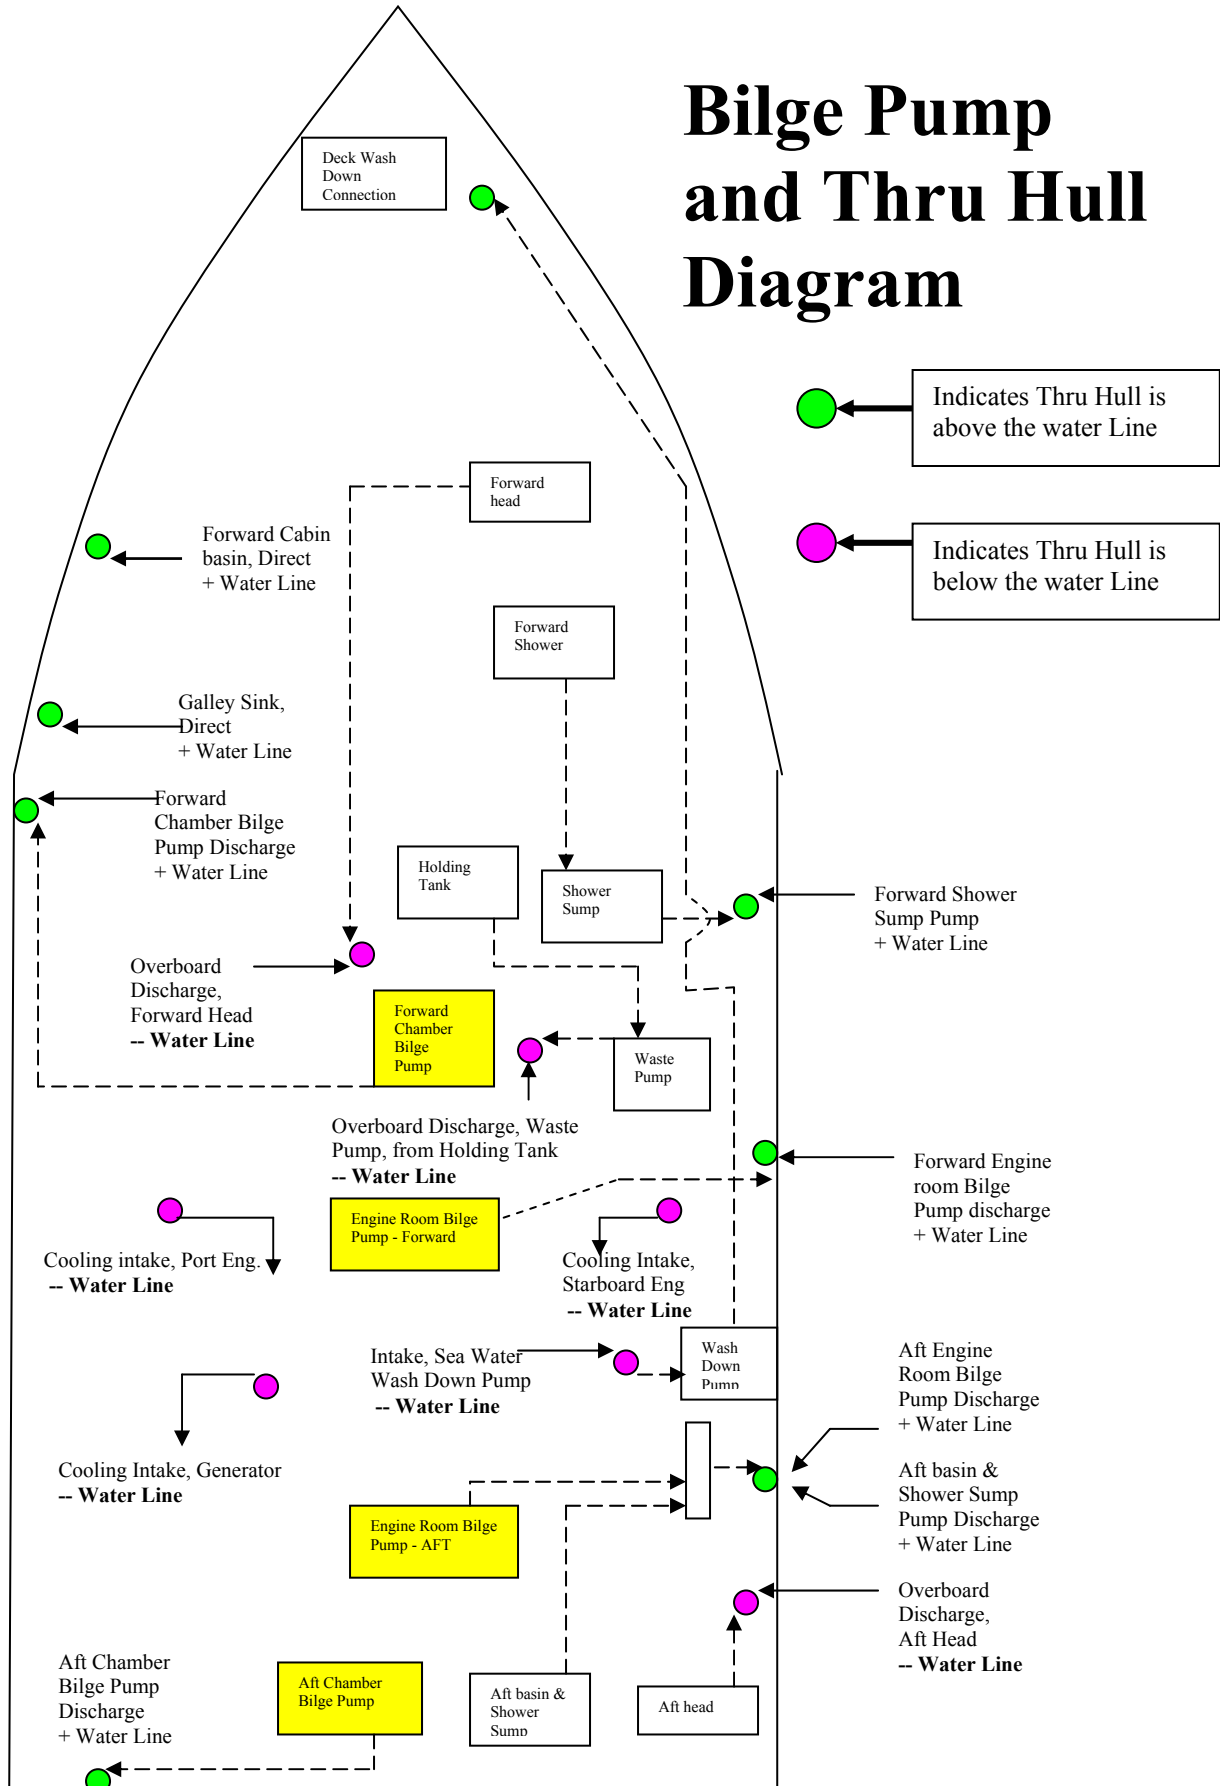 Bilge Pump
and Thru Hull
Diagram
Deck Wash
Down
Connection
Indicates Thru Hull is
above the water Line
Indicates Thru Hull is
below the water Line
Forward
head
Forward Cabin
basin, Direct
+ Water Line
Forward
Shower
Galley Sink,
Direct
+ Water Line
Forward
Chamber Bilge
Pump Discharge
+ Water Line
Holding
Tank
Shower
Sump
Forward Shower
Sump Pump
+ Water Line
Overboard
Discharge,
Forward Head
-- Water Line
Forward
Chamber
Bilge
Pump
Waste
Pump
Overboard Discharge, Waste
Pump, from Holding Tank
-- Water Line
Forward Engine
room Bilge
Pump discharge
+ Water Line
Engine Room Bilge
Pump - Forward
Cooling intake, Port Eng.
-- Water Line
Cooling Intake,
Starboard Eng
-- Water Line
Intake, Sea Water
Wash Down Pump
-- Water Line
Wash
Down
Pump
Aft Engine
Room Bilge
Pump Discharge
+ Water Line
Cooling Intake, Generator
-- Water Line
Aft basin &
Shower Sump
Pump Discharge
+ Water Line
Engine Room Bilge
Pump - AFT
Overboard
Discharge,
Aft Head
-- Water Line
Aft Chamber
Bilge Pump
Discharge
+ Water Line
Aft Chamber
Bilge Pump
Aft basin &
Shower
Sump
Aft head